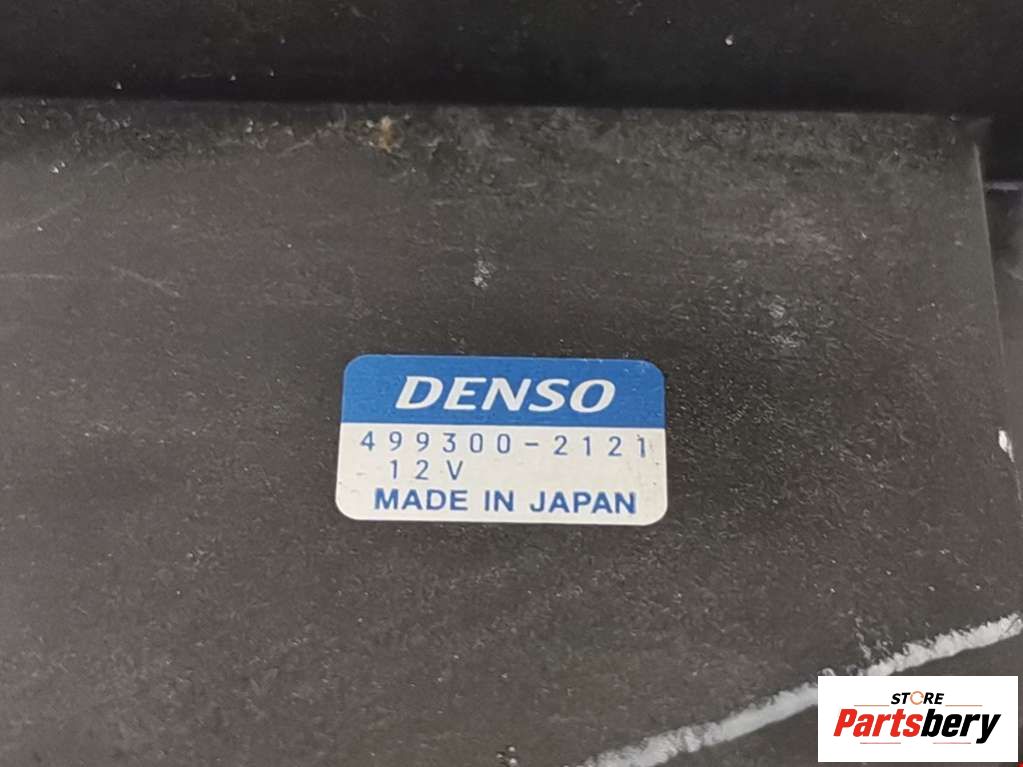 DENSO
499300-2121
12V
MADE IN JAPAN
STORE
Partsbery